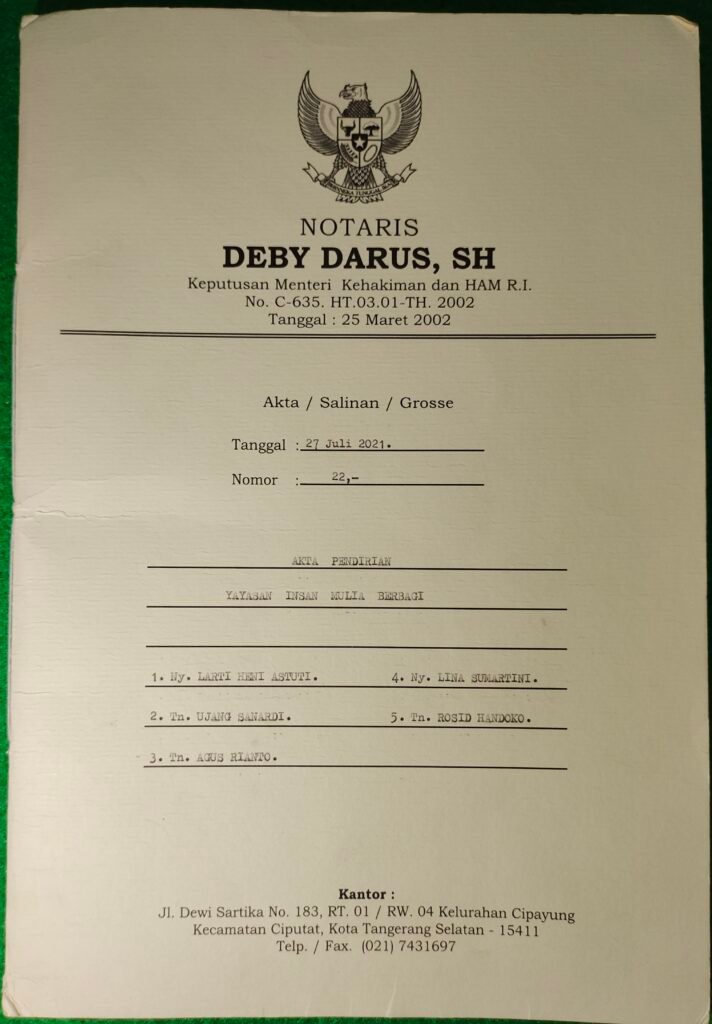 BHINNEKA TUNGGAL IKA
NOTARIS
DEBY DARUS, SH
Keputusan Menteri Kehakiman dan HAM R.I.
No. C-635. HT.03.01-TH. 2002
Tanggal : 25 Maret 2002
Akta / Salinan / Grosse
Tanggal : 27 Juli 2021.
Nomor : 22,-
AKTA PENDIRIAN
YAYASAN INSAN MULIA BERBAGI
1. Ny. LARTI HENI ASTUTI. 4. Ny. LINA SUMARTINI.
2. Tn. UJANG SANARDI. 5. Tn. ROSID HANDOKO.
3. Tn. AGUS RIANTO.
Kantor :
Jl. Dewi Sartika No. 183, RT. 01 / RW. 04 Kelurahan Cipayung
Kecamatan Ciputat, Kota Tangerang Selatan - 15411
Telp. / Fax. (021) 7431697